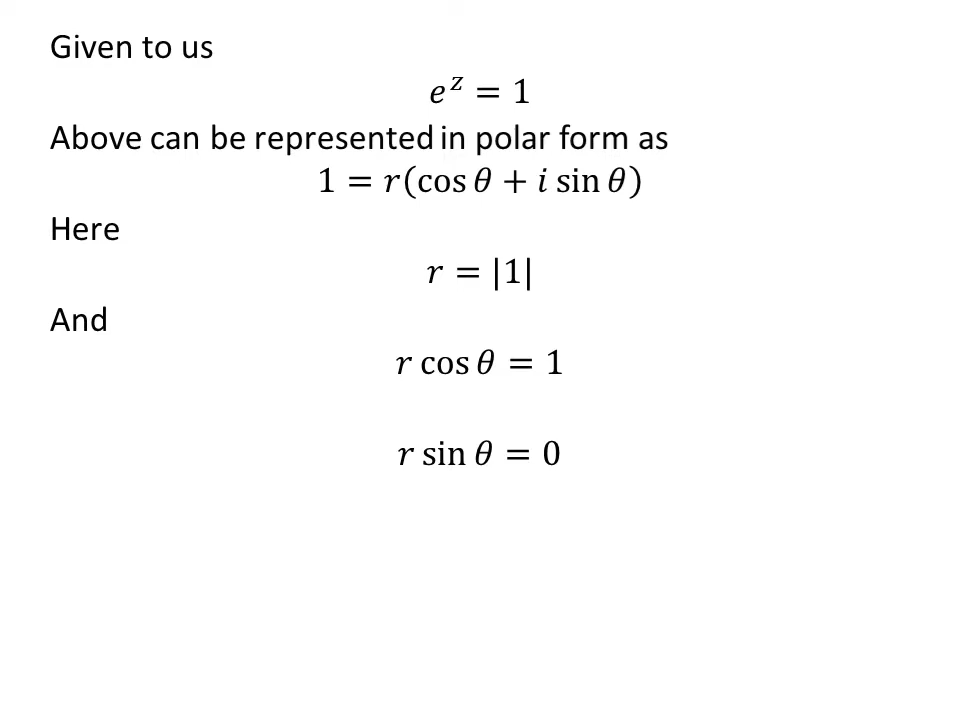 Given to us
e^z = 1
Above can be represented in polar form as
1 = r(cos θ + i sin θ)
Here
r = |1|
And
r cos θ = 1
r sin θ = 0